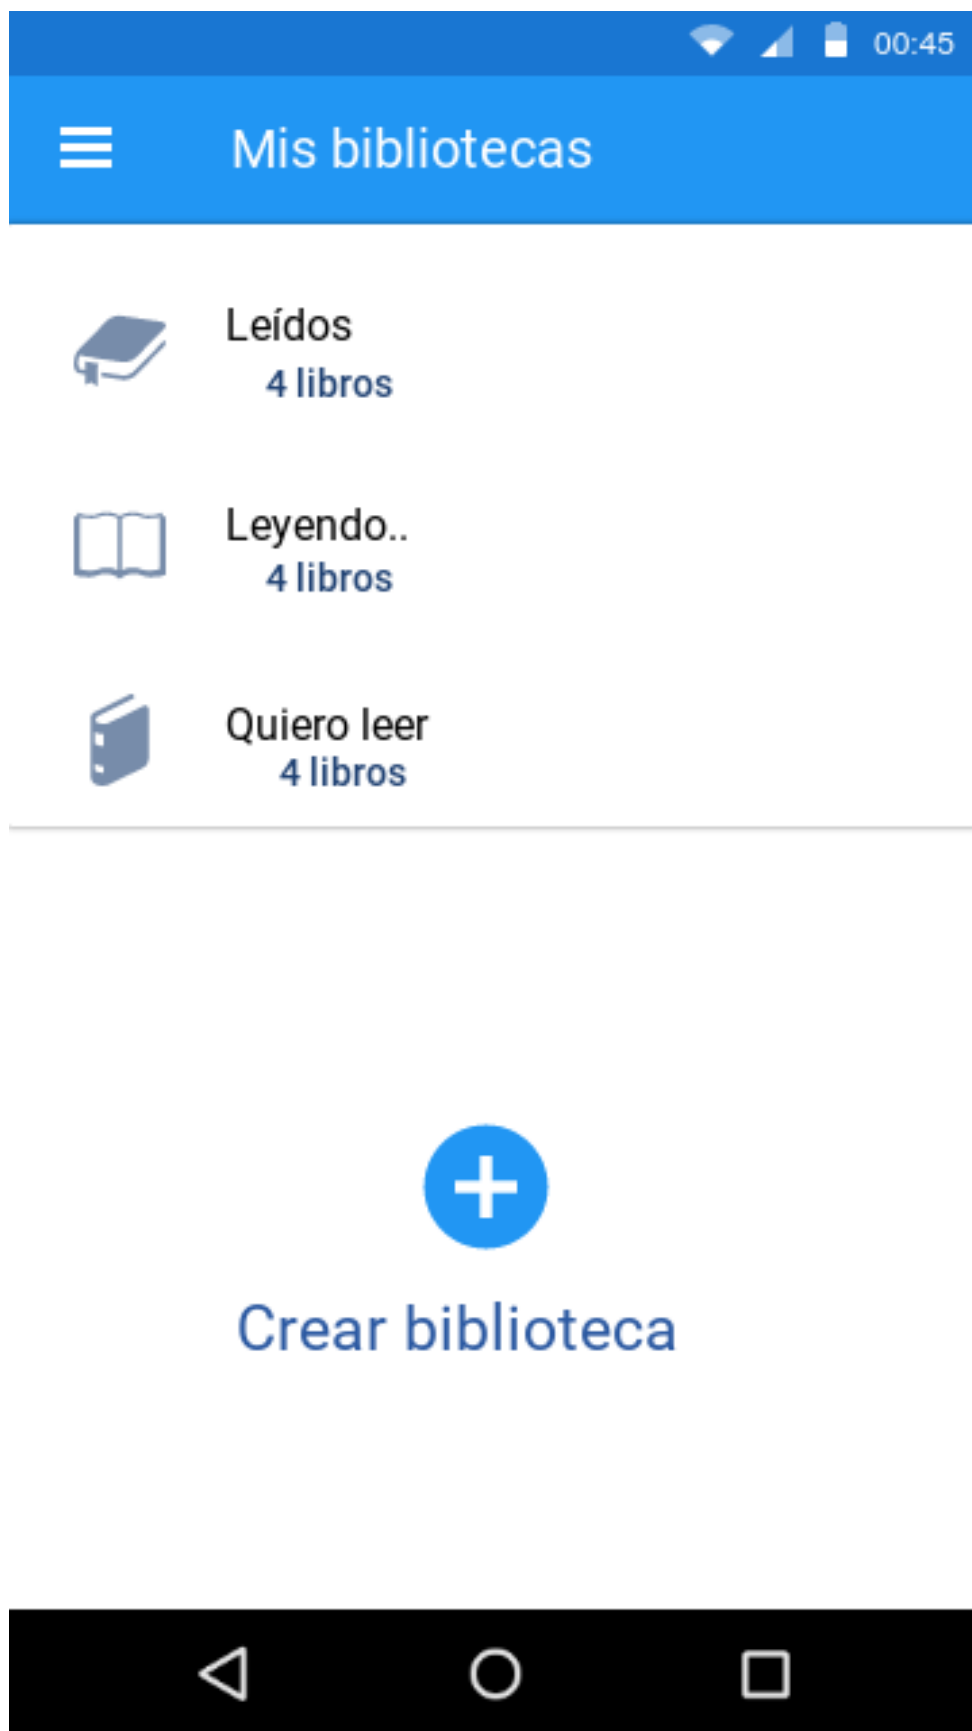 00:45
Mis bibliotecas
Leídos
4 libros
Leyendo..
4 libros
Quiero leer
4 libros
Crear biblioteca